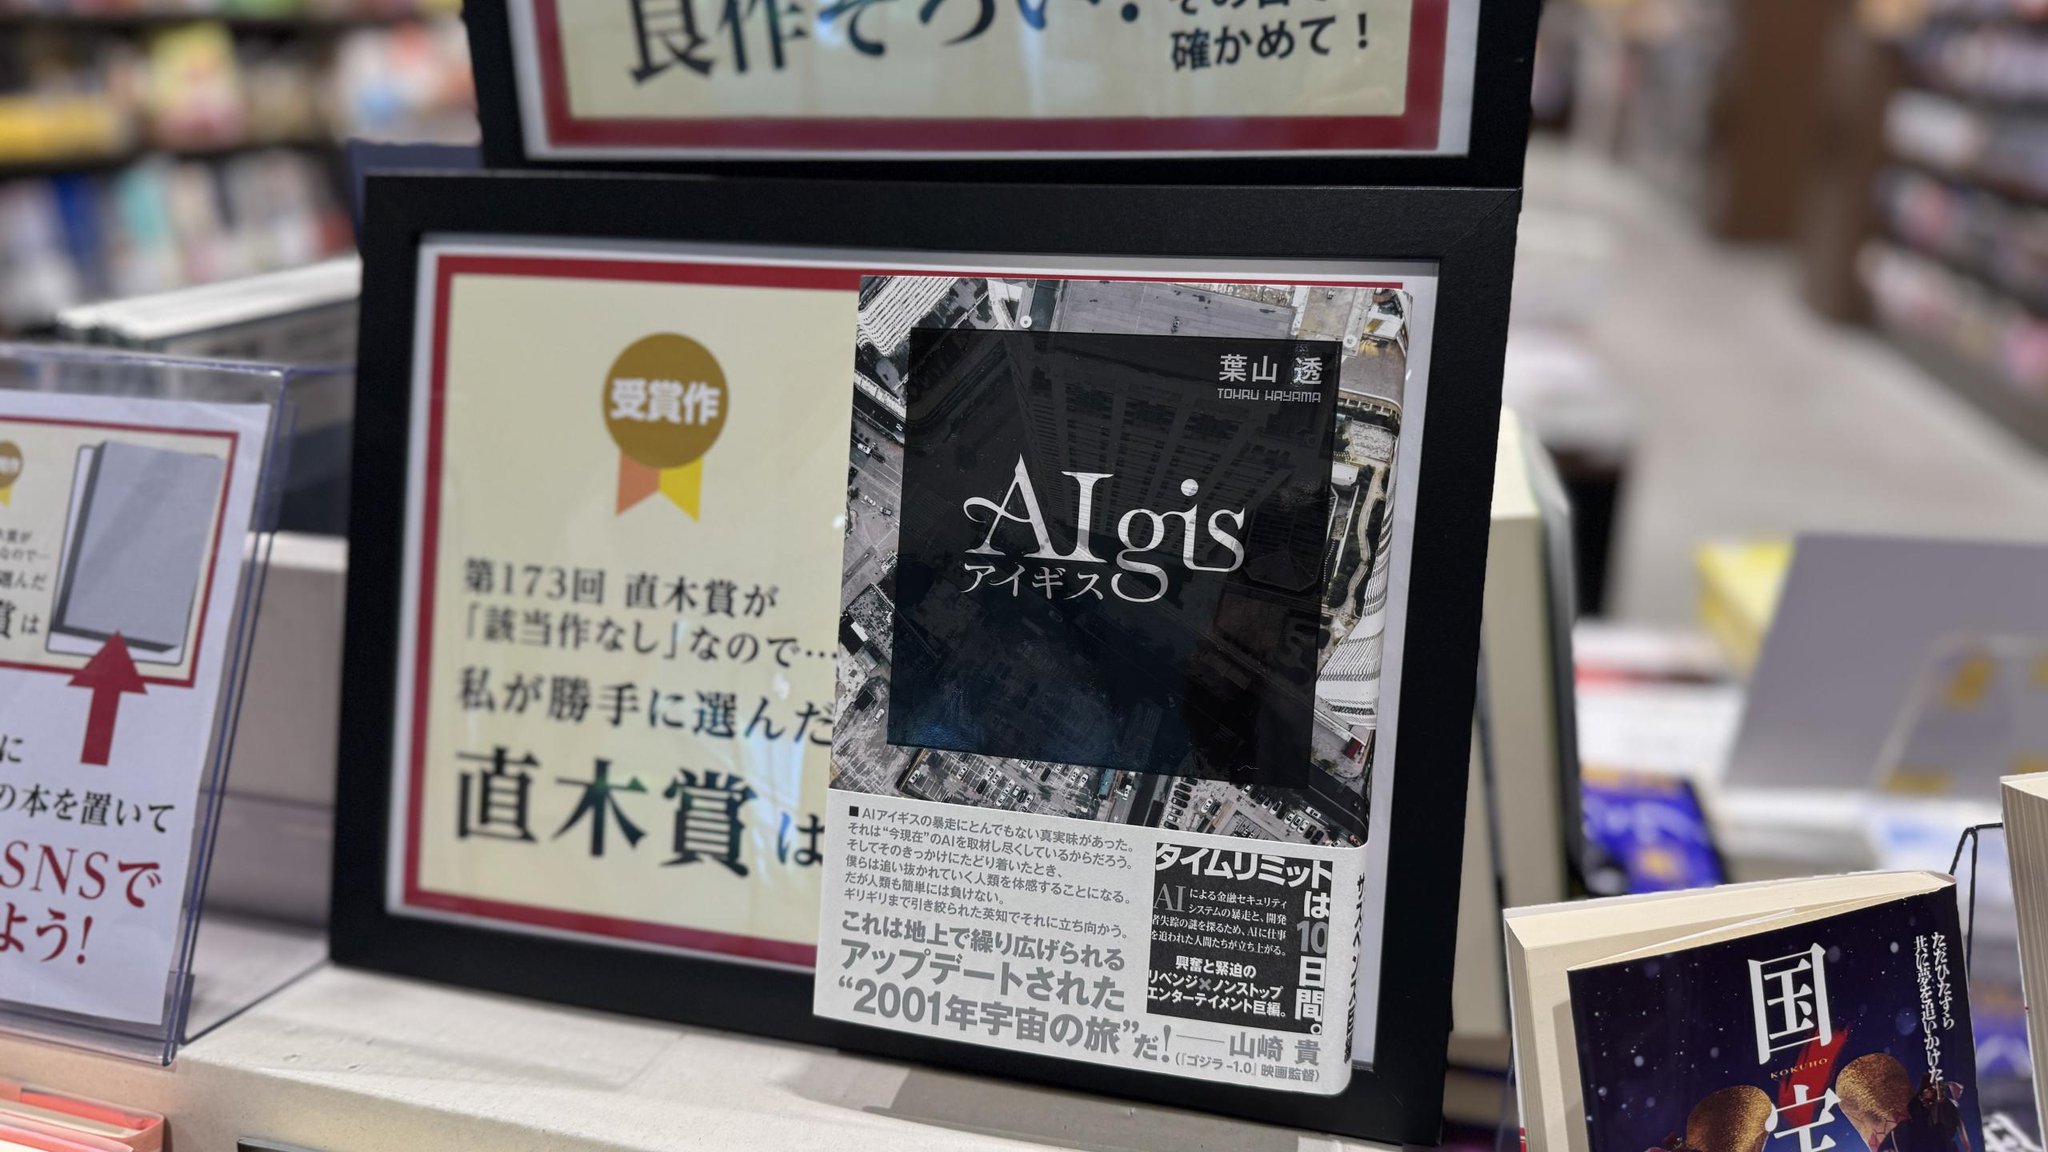 良作ぞろい!
確かめて!
受賞作
第173回 直木賞が
「該当作なし」なので…
私が勝手に選んだ
直木賞は
葉山 透
TOHRU HAYAMA
AIgis
アイギス
■AIアイギスの暴走にとんでもない真実味があった。
それは“今現在”のAIを取材し尽くしているからだろう。
そしてそのきっかけにたどり着いたとき、
僕らは追い抜かれていく人類を体感することになる。
だが人類も簡単には負けない。
ギリギリまで引き絞られた英知でそれに立ち向かう。
これは地上で繰り広げられる
アップデートされた
“2001年宇宙の旅”だ!──山崎 貴
(『ゴジラ-1.0』映画監督)
タイムリミットは10日間。
AIによる金融セキュリティ
システムの暴走と、開発
者失踪の謎を探るため、AIに仕事
を追われた人間たちが立ち上がる。
興奮と緊迫の
リベンジ×ノンストップ
エンターテイメント巨編。
選んだ
賞は
に
の本を置いて
SNSで
よう!
ただひたすら
共に夢を追いかけた
国宝
KOKUHO